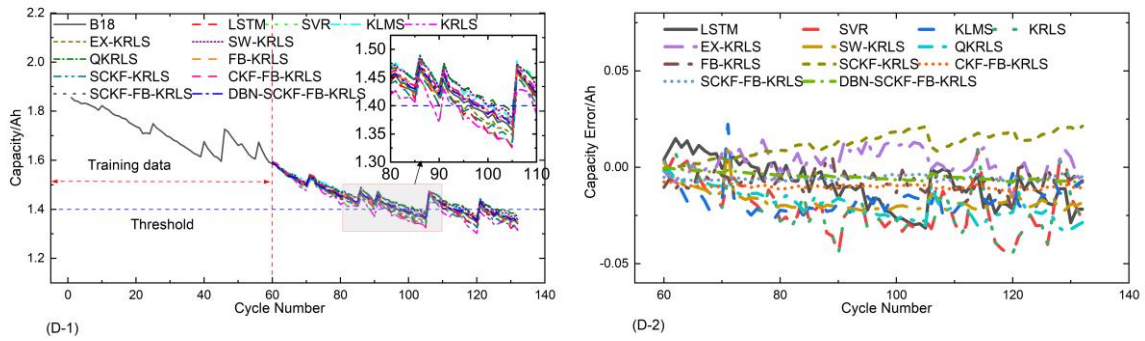 B18 LSTM SVR KLMS KRLS
EX-KRLS SW-KRLS
QKRLS FB-KRLS
SCKF-KRLS CKF-FB-KRLS
SCKF-FB-KRLS DBN-SCKF-FB-KRLS
2.2
2.0
1.8
1.6
1.4
1.2
Capacity/Ah
Training data
Threshold
1.50
1.45
1.40
1.35
1.30
80 90 100 110
0 20 40 60 80 100 120 140
Cycle Number
(D-1)
LSTM SVR KLMS KRLS
EX-KRLS SW-KRLS QKRLS
FB-KRLS SCKF-KRLS CKF-FB-KRLS
SCKF-FB-KRLS DBN-SCKF-FB-KRLS
0.05
0.00
-0.05
Capacity Error/Ah
60 80 100 120 140
Cycle Number
(D-2)